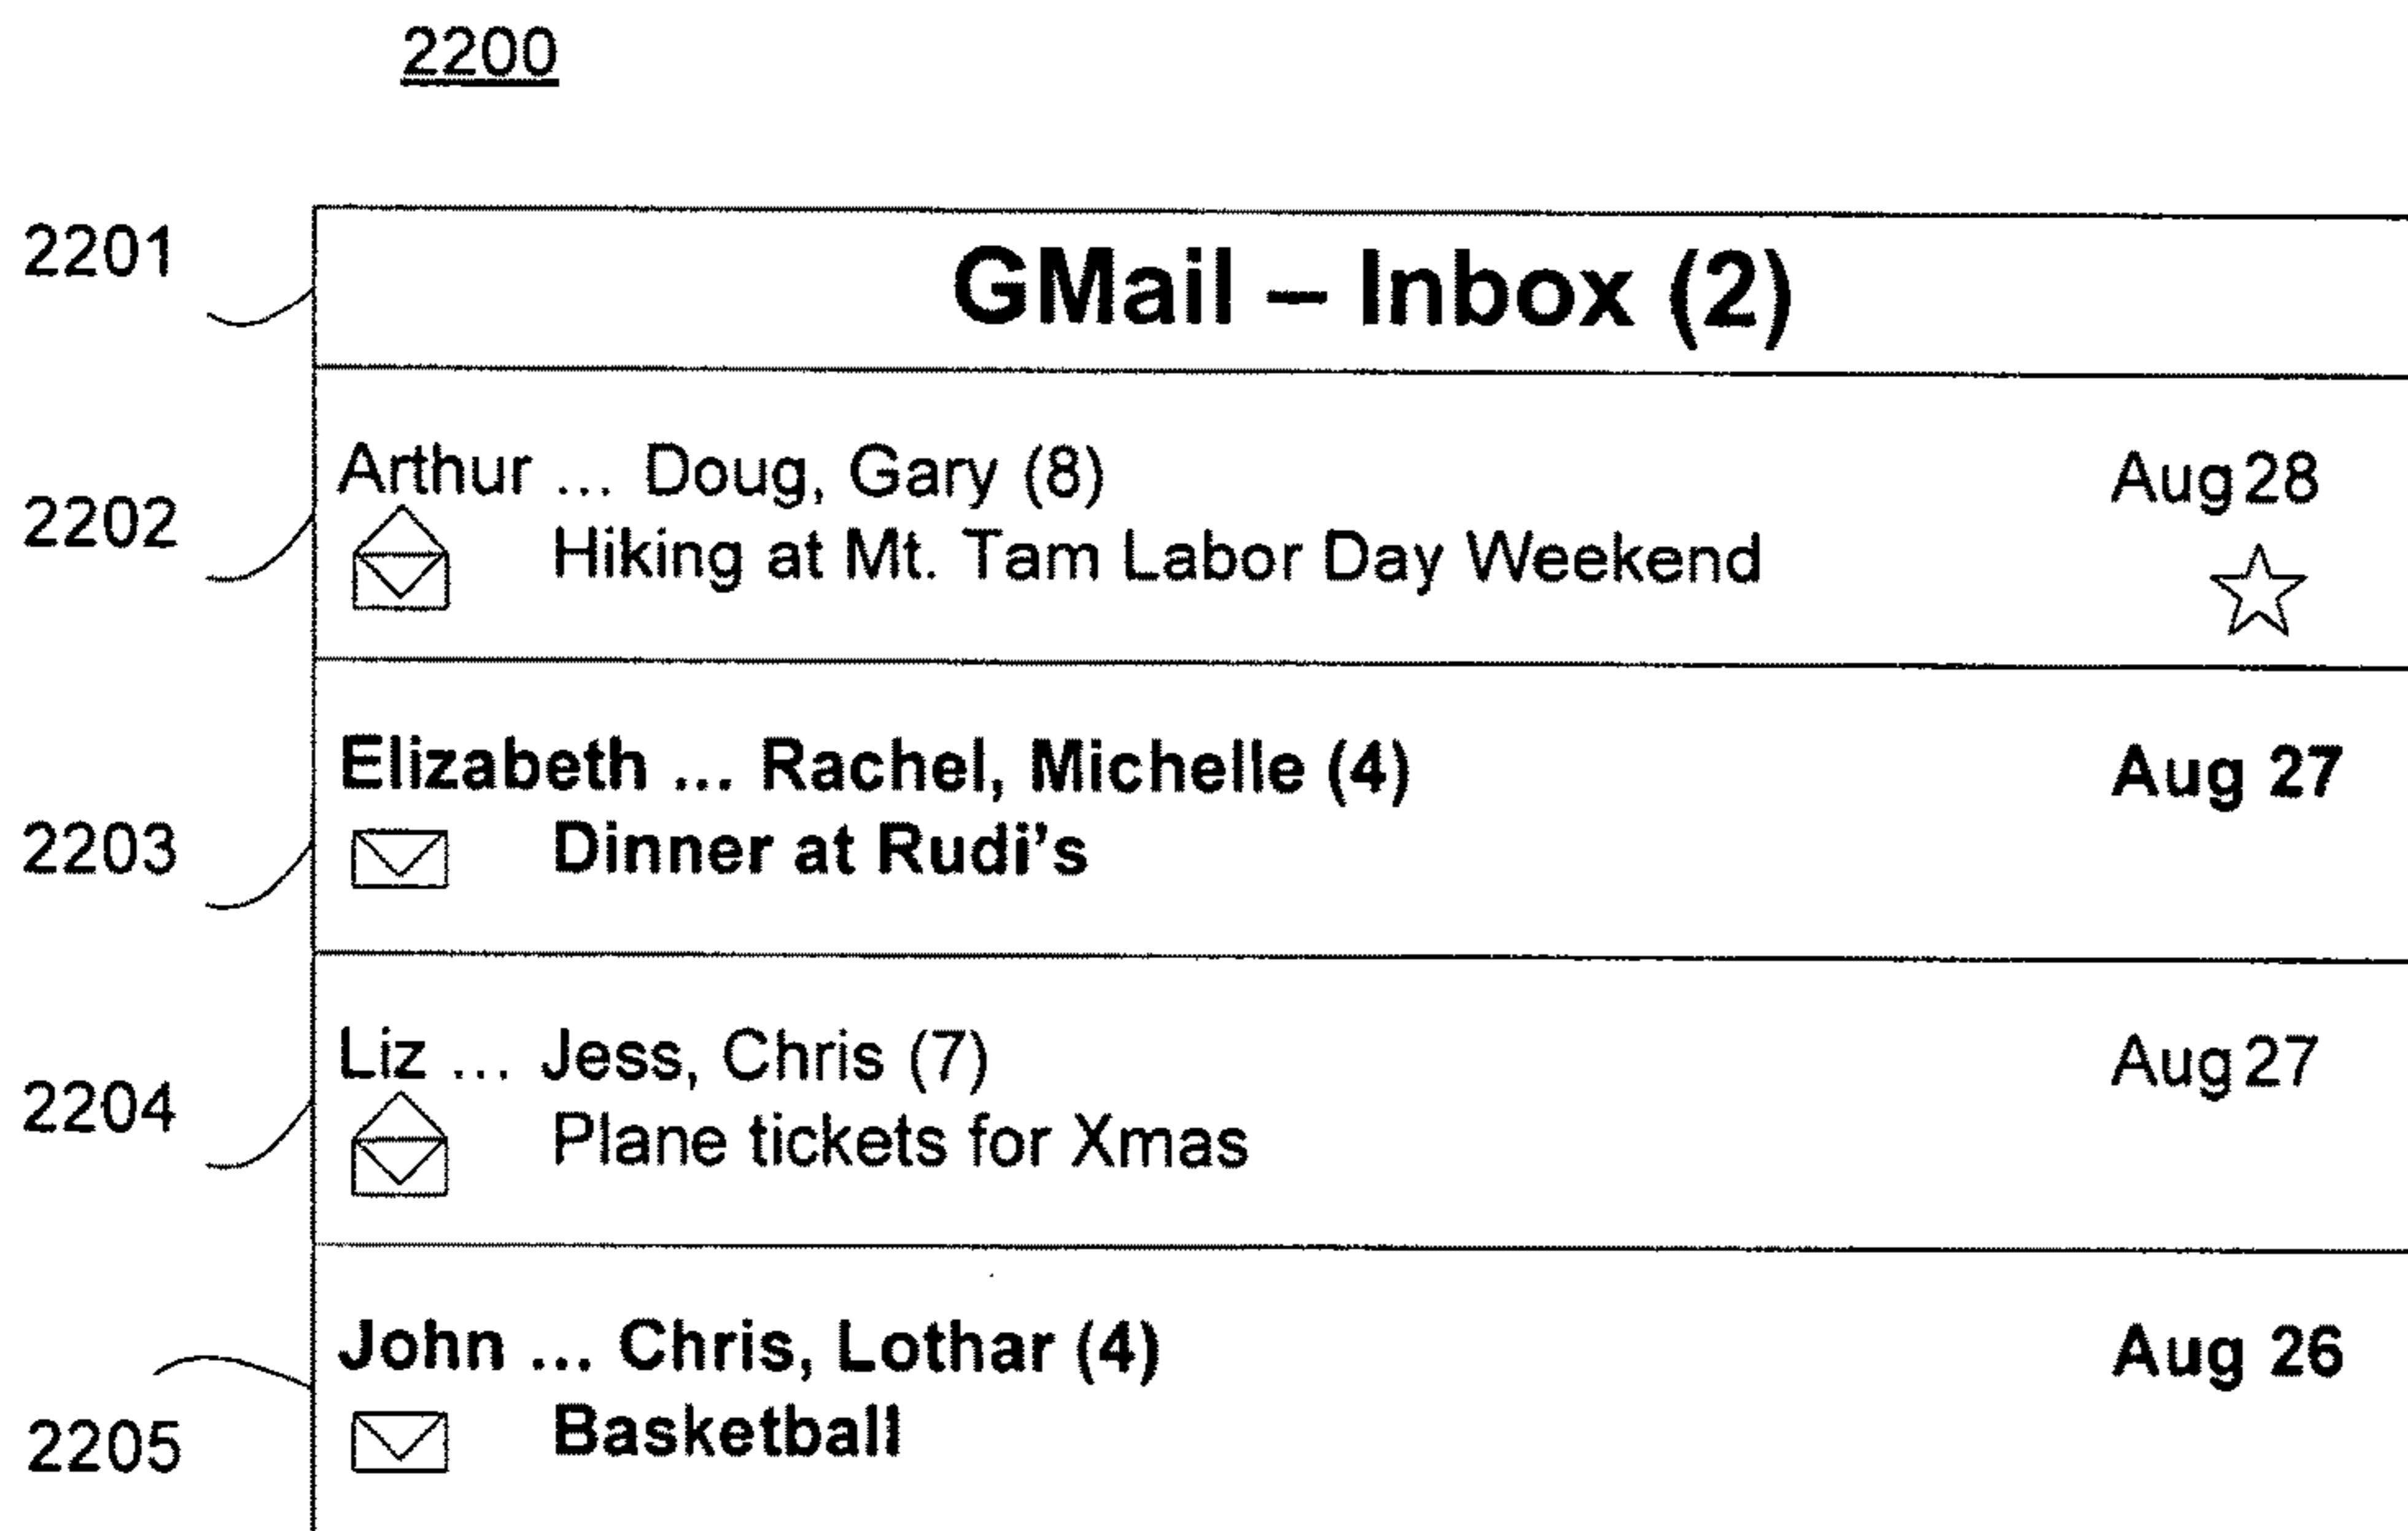 2200
2201
GMail – Inbox (2)
2202
Arthur ... Doug, Gary (8) Aug 28
Hiking at Mt. Tam Labor Day Weekend
2203
Elizabeth ... Rachel, Michelle (4) Aug 27
Dinner at Rudi's
2204
Liz ... Jess, Chris (7) Aug 27
Plane tickets for Xmas
2205
John ... Chris, Lothar (4) Aug 26
Basketball